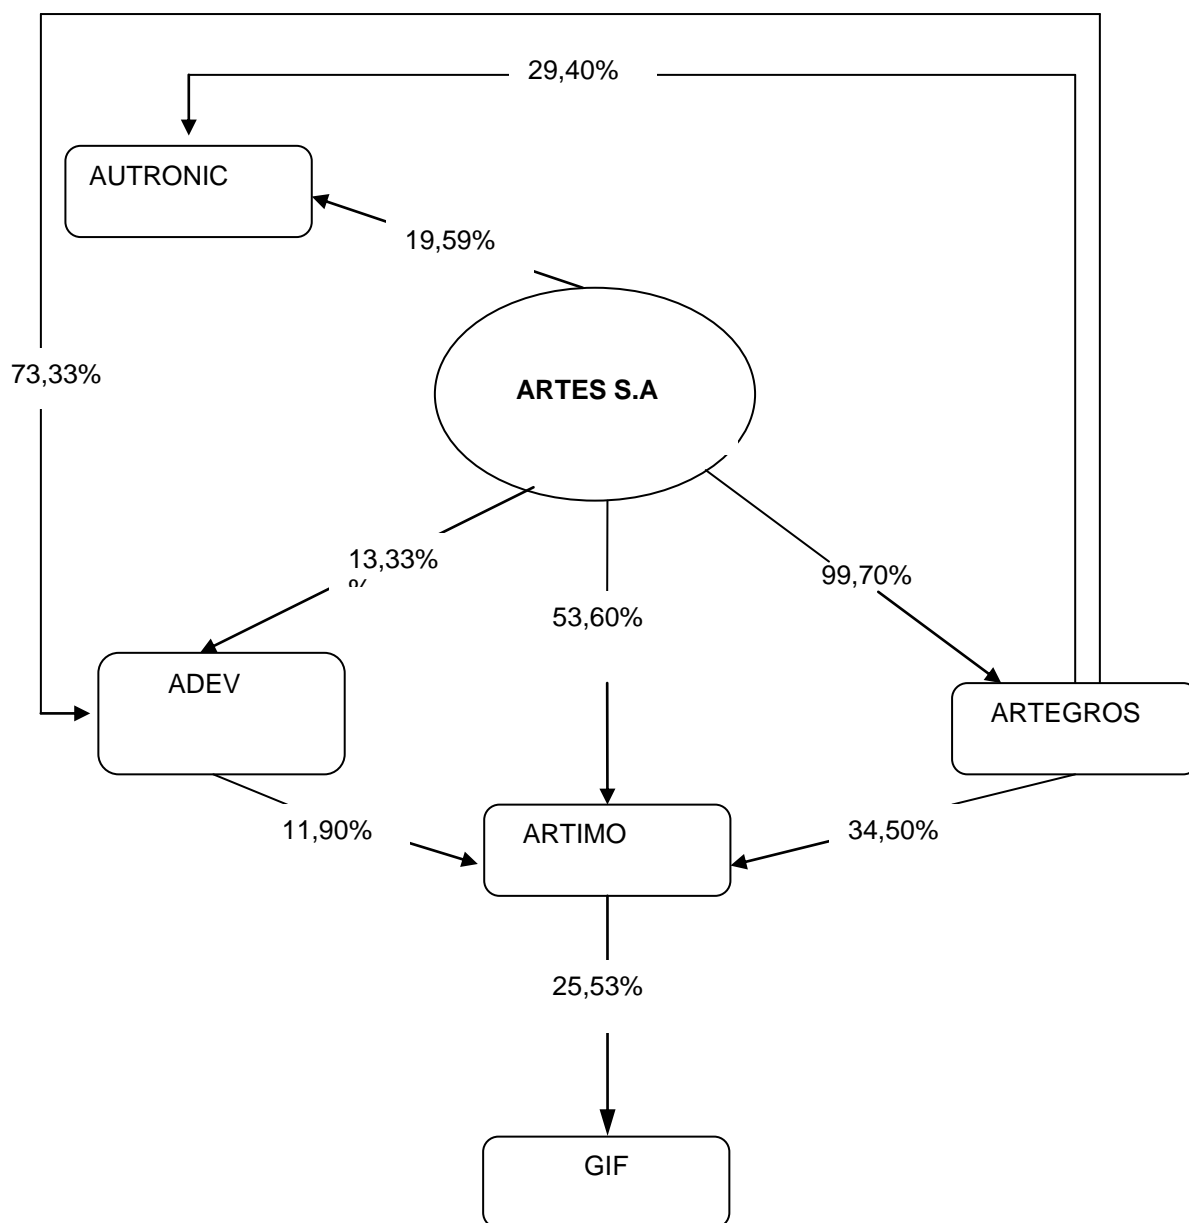 29,40%
AUTRONIC
19,59%
73,33%
ARTES S.A
13,33%
%
99,70%
53,60%
ADEV
ARTEGROS
11,90%
ARTIMO
34,50%
25,53%
GIF